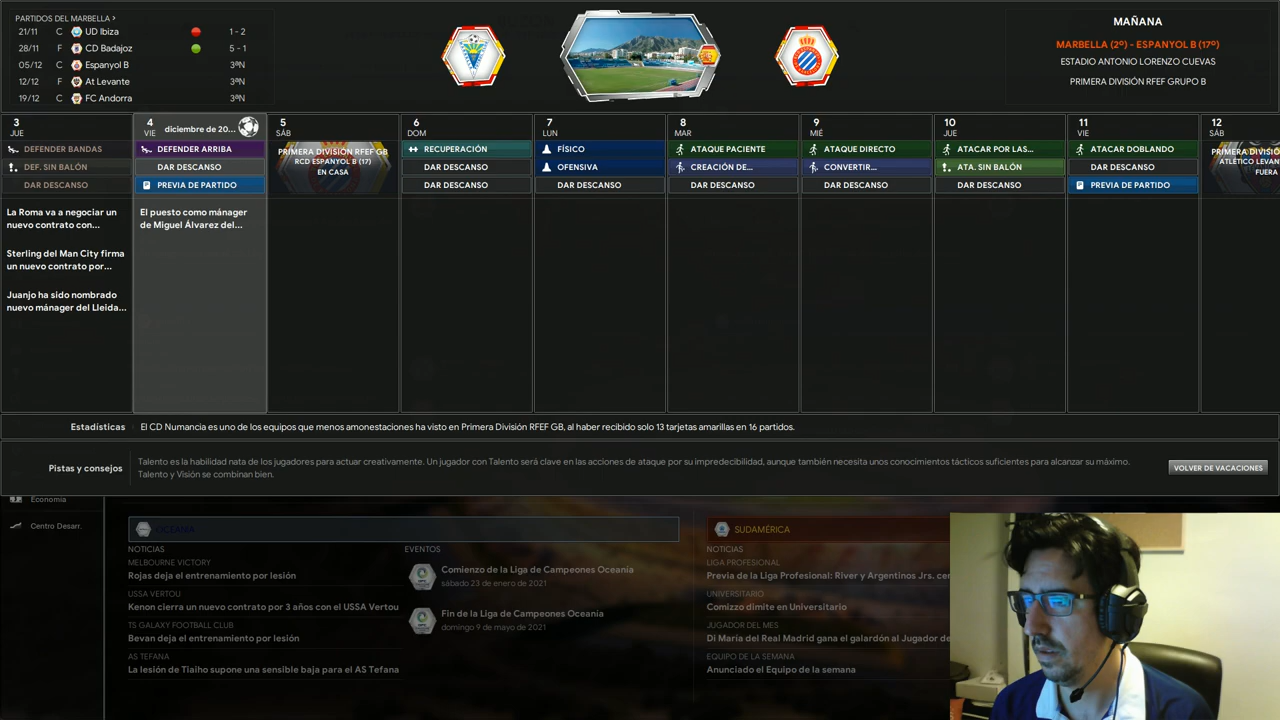 PARTIDOS DEL MARBELLA >
21/11 C UD Ibiza 1 - 2
28/11 F CD Badajoz 5 - 1
05/12 C Espanyol B 3ªN
12/12 F At Levante 3ªN
19/12 C FC Andorra 3ªN
MAÑANA
MARBELLA (2º) - ESPANYOL B (17º)
ESTADIO ANTONIO LORENZO CUEVAS
PRIMERA DIVISIÓN RFEF GRUPO B
3
JUE
DEFENDER BANDAS
DEF. SIN BALÓN
DAR DESCANSO
La Roma va a negociar un
nuevo contrato con...
Sterling del Man City firma
un nuevo contrato por...
Juanjo ha sido nombrado
nuevo mánager del Lleida...
4
VIE diciembre de 20...
DEFENDER ARRIBA
DAR DESCANSO
PREVIA DE PARTIDO
El puesto como mánager
de Miguel Álvarez del...
5
SÁB
PRIMERA DIVISIÓN RFEF GB
RCD ESPANYOL B (17)
EN CASA
6
DOM
RECUPERACIÓN
DAR DESCANSO
DAR DESCANSO
7
LUN
FÍSICO
OFENSIVA
DAR DESCANSO
8
MAR
ATAQUE PACIENTE
CREACIÓN DE...
DAR DESCANSO
9
MIÉ
ATAQUE DIRECTO
CONVERTIR...
DAR DESCANSO
10
JUE
ATACAR POR LAS...
ATA. SIN BALÓN
DAR DESCANSO
11
VIE
ATACAR DOBLANDO
DAR DESCANSO
PREVIA DE PARTIDO
12
SÁB
PRIMERA DIVISIÓ
ATLÉTICO LEVAN
FUERA
Estadísticas El CD Numancia es uno de los equipos que menos amonestaciones ha visto en Primera División RFEF GB, al haber recibido solo 13 tarjetas amarillas en 16 partidos.
Pistas y consejos
Talento es la habilidad nata de los jugadores para actuar creativamente. Un jugador con Talento será clave en las acciones de ataque por su impredecibilidad, aunque también necesita unos conocimientos tácticos suficientes para alcanzar su máximo.
Talento y Visión se combinan bien.
VOLVER DE VACACIONES
Economía
Centro Desarr.
OCEANÍA
NOTICIAS
MELBOURNE VICTORY
Rojas deja el entrenamiento por lesión
USSA VERTOU
Kenon cierra un nuevo contrato por 3 años con el USSA Vertou
TS GALAXY FOOTBALL CLUB
Bevan deja el entrenamiento por lesión
AS TEFANA
La lesión de Tiaiho supone una sensible baja para el AS Tefana
EVENTOS
Comienzo de la Liga de Campeones Oceanía
sábado 23 de enero de 2021
Fin de la Liga de Campeones Oceanía
domingo 9 de mayo de 2021
SUDAMÉRICA
NOTICIAS
LIGA PROFESIONAL
Previa de la Liga Profesional: River y Argentinos Jrs. cer
UNIVERSITARIO
Comizzo dimite en Universitario
JUGADOR DEL MES
Di María del Real Madrid gana el galardón al Jugador de
EQUIPO DE LA SEMANA
Anunciado el Equipo de la semana